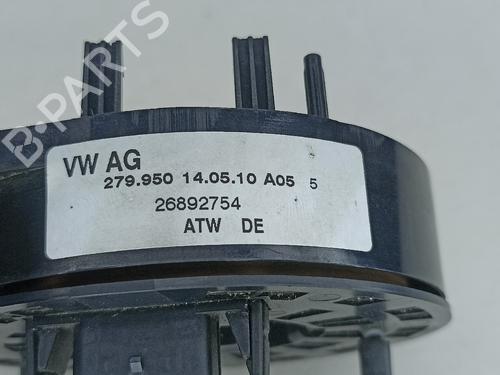 B-PARTS
VW AG
279.950 14.05.10 A05 5
26892754
ATW DE